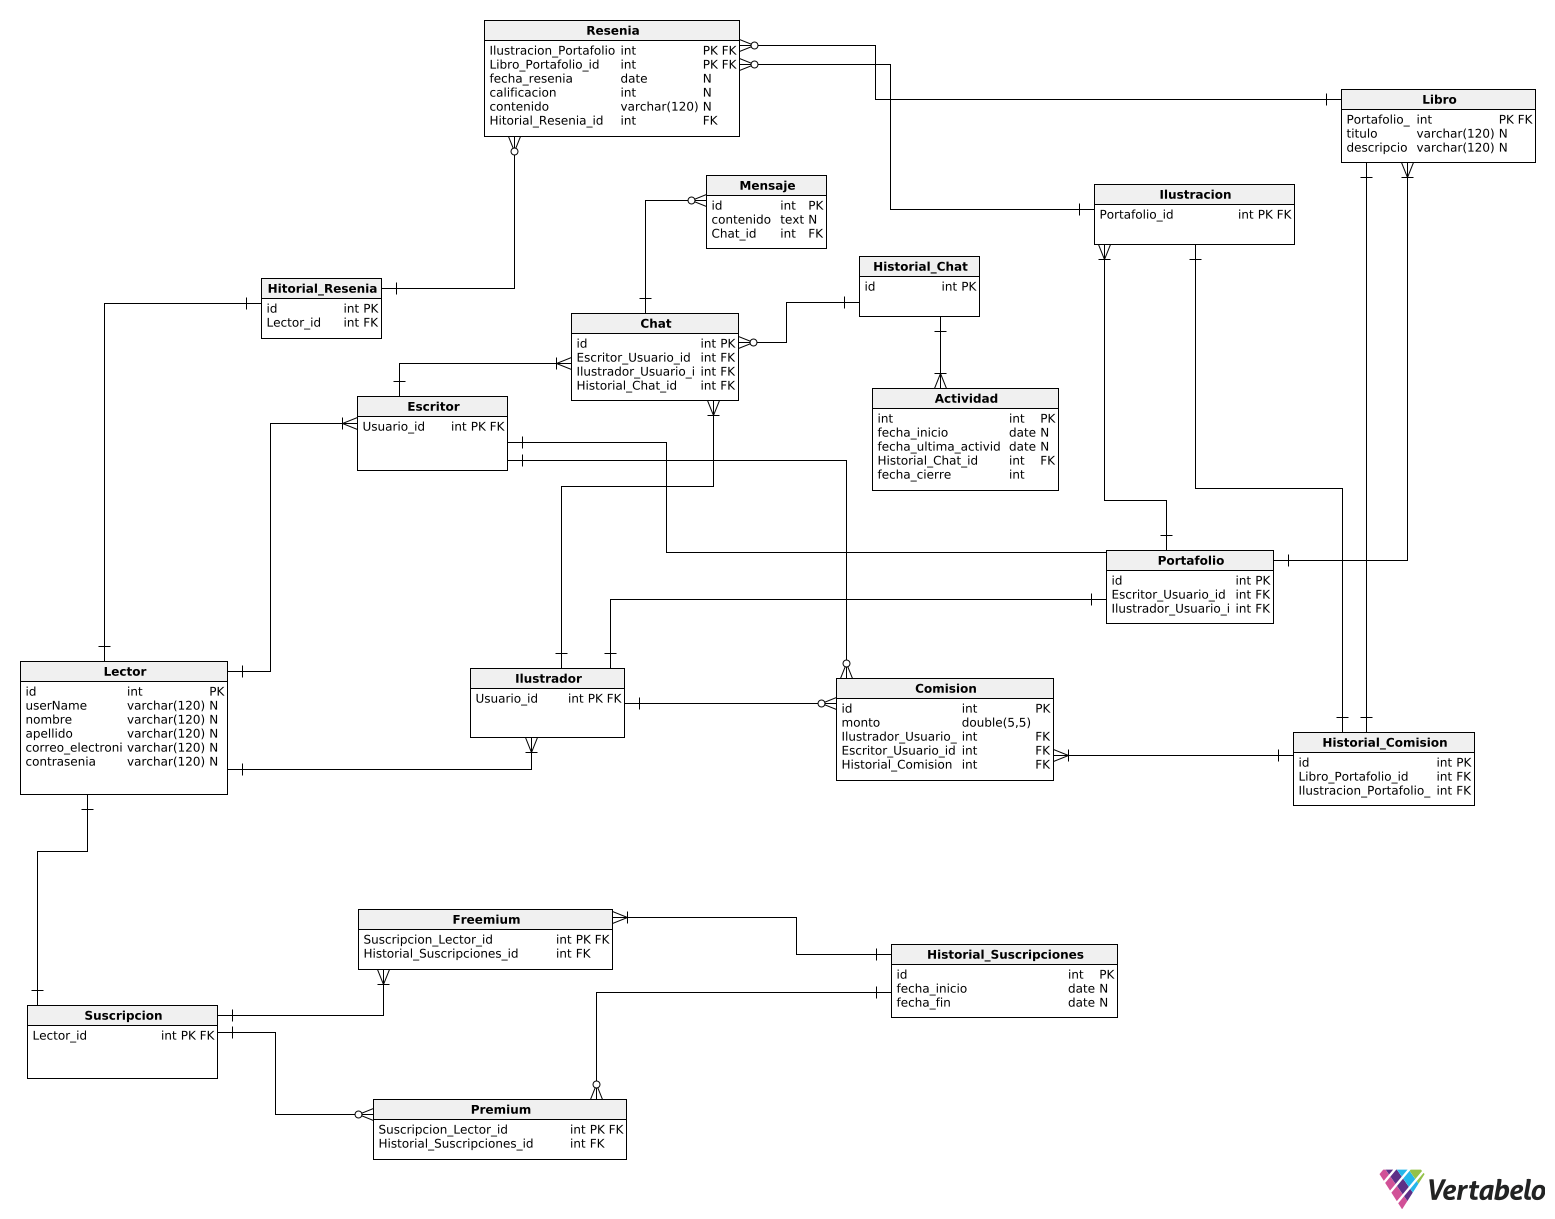 Resenia
Ilustracion_Portafolio int PK FK
Libro_Portafolio_id int PK FK
fecha_resenia date N
calificacion int N
contenido varchar(120) N
Hitorial_Resenia_id int FK
Libro
Portafolio_ int PK FK
titulo varchar(120) N
descripcio varchar(120) N
Mensaje
id int PK
contenido text N
Chat_id int FK
Ilustracion
Portafolio_id int PK FK
Historial_Chat
id int PK
Hitorial_Resenia
id int PK
Lector_id int FK
Chat
id int PK
Escritor_Usuario_id int FK
Ilustrador_Usuario_i int FK
Historial_Chat_id int FK
Escritor
Usuario_id int PK FK
Actividad
int int PK
fecha_inicio date N
fecha_ultima_activid date N
Historial_Chat_id int FK
fecha_cierre int
Portafolio
id int PK
Escritor_Usuario_id int FK
Ilustrador_Usuario_i int FK
Lector
id int PK
userName varchar(120) N
nombre varchar(120) N
apellido varchar(120) N
correo_electroni varchar(120) N
contrasenia varchar(120) N
Ilustrador
Usuario_id int PK FK
Comision
id int PK
monto double(5,5)
Ilustrador_Usuario_ int FK
Escritor_Usuario_id int FK
Historial_Comision int FK
Historial_Comision
id int PK
Libro_Portafolio_id int FK
Ilustracion_Portafolio_ int FK
Freemium
Suscripcion_Lector_id int PK FK
Historial_Suscripciones_id int FK
Historial_Suscripciones
id int PK
fecha_inicio date N
fecha_fin date N
Suscripcion
Lector_id int PK FK
Premium
Suscripcion_Lector_id int PK FK
Historial_Suscripciones_id int FK
Vertabelo